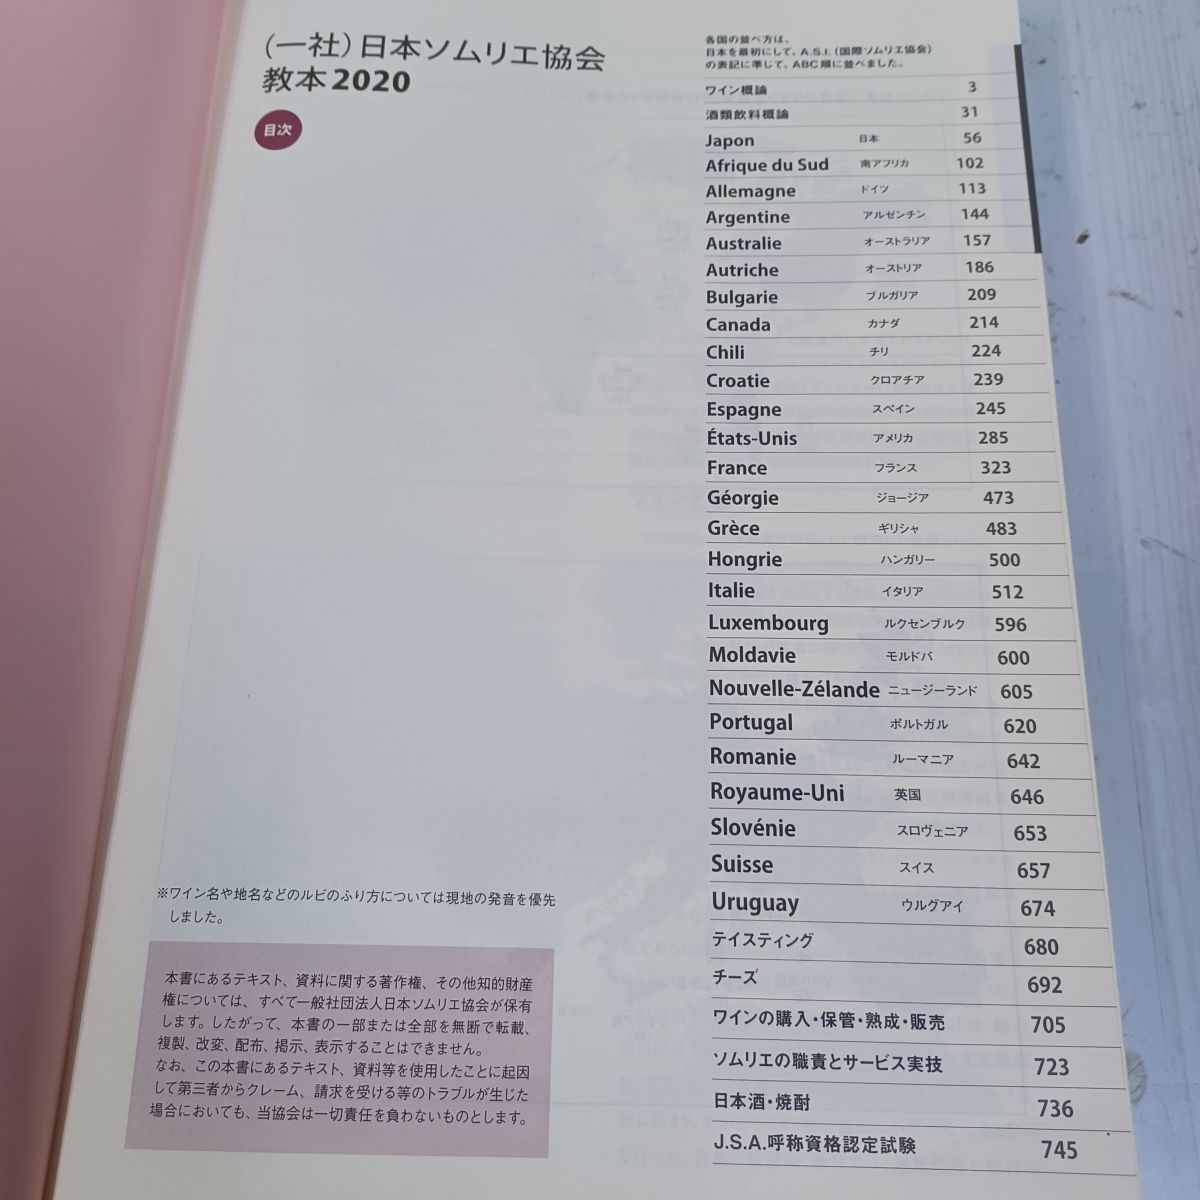 (一社)日本ソムリエ協会
教本2020
目次
各国の並べ方は、
日本を最初にして、A.S.I.(国際ソムリエ協会)
の表記に準じて、ABC順に並べました。
ワイン概論 3
酒類飲料概論 31
Japon 日本 56
Afrique du Sud 南アフリカ 102
Allemagne ドイツ 113
Argentine アルゼンチン 144
Australie オーストラリア 157
Autriche オーストリア 186
Bulgarie ブルガリア 209
Canada カナダ 214
Chili チリ 224
Croatie クロアチア 239
Espagne スペイン 245
États-Unis アメリカ 285
France フランス 323
Géorgie ジョージア 473
Grèce ギリシャ 483
Hongrie ハンガリー 500
Italie イタリア 512
Luxembourg ルクセンブルク 596
Moldavie モルドバ 600
Nouvelle-Zélande ニュージーランド 605
Portugal ポルトガル 620
Romanie ルーマニア 642
Royaume-Uni 英国 646
Slovénie スロヴェニア 653
Suisse スイス 657
Uruguay ウルグアイ 674
テイスティング 680
チーズ 692
ワインの購入・保管・熟成・販売 705
ソムリエの職責とサービス実技 723
日本酒・焼酎 736
J.S.A.呼称資格認定試験 745
※ワイン名や地名などのルビのふり方については現地の発音を優先
しました。
本書にあるテキスト、資料に関する著作権、その他知的財産
権については、すべて一般社団法人日本ソムリエ協会が保有
します。したがって、本書の一部または全部を無断で転載、
複製、改変、配布、掲示、表示することはできません。
なお、この本書にあるテキスト、資料等を使用したことに起因
して第三者からクレーム、請求を受ける等のトラブルが生じた
場合においても、当協会は一切責任を負わないものとします。